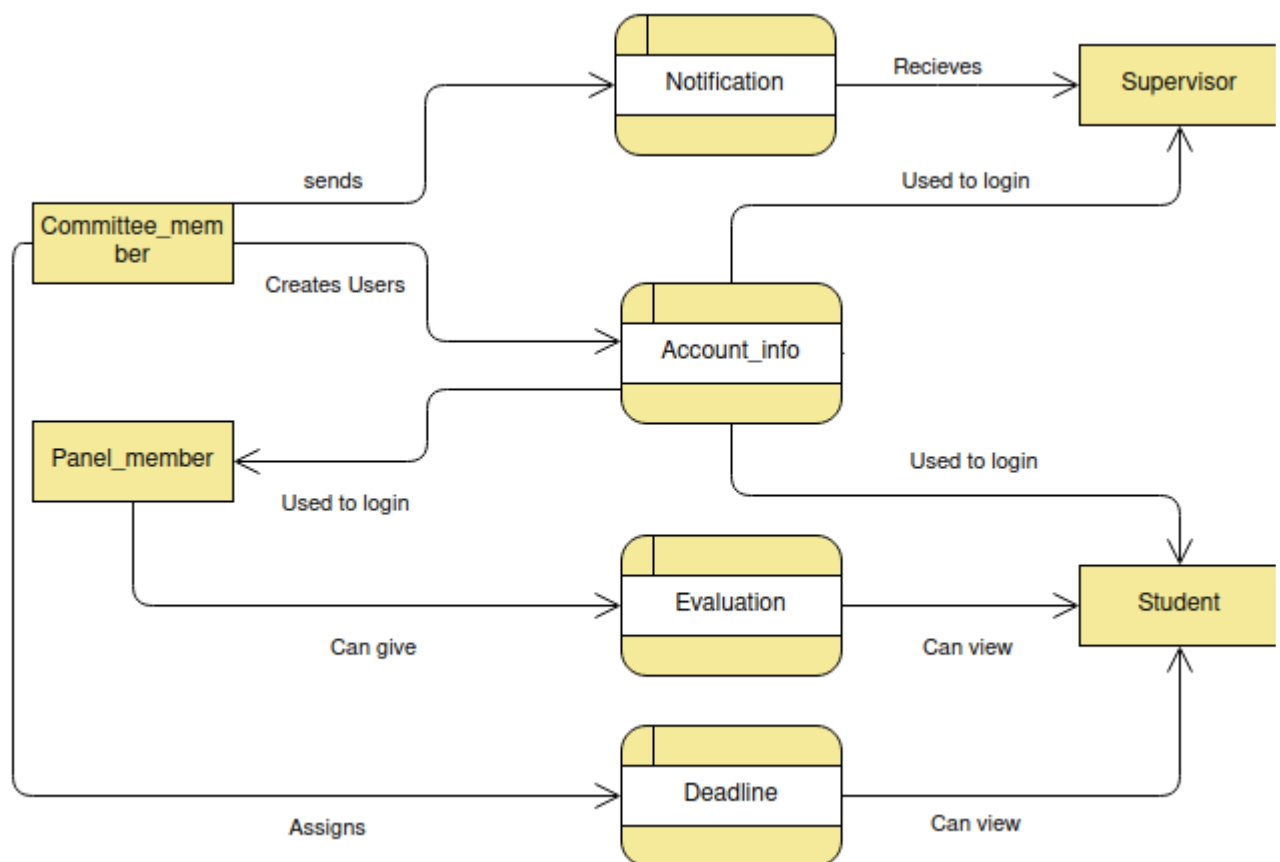 Notification
Recieves
Supervisor
sends
Used to login
Committee_mem
ber
Creates Users
Account_info
Panel_member
Used to login
Used to login
Evaluation
Student
Can give
Can view
Deadline
Assigns
Can view